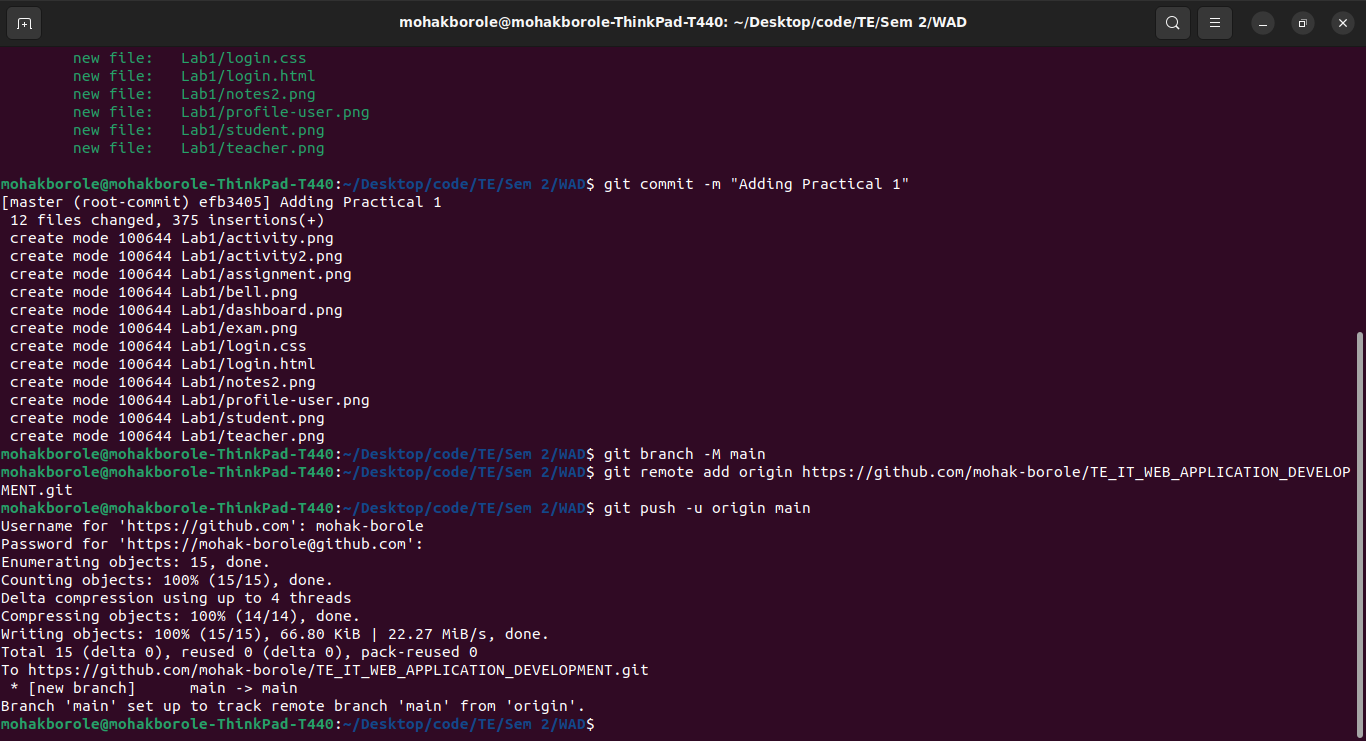 mohakborole@mohakborole-ThinkPad-T440: ~/Desktop/code/TE/Sem 2/WAD
new file:   Lab1/login.css
new file:   Lab1/login.html
new file:   Lab1/notes2.png
new file:   Lab1/profile-user.png
new file:   Lab1/student.png
new file:   Lab1/teacher.png
mohakborole@mohakborole-ThinkPad-T440:~/Desktop/code/TE/Sem 2/WAD$ git commit -m "Adding Practical 1"
[master (root-commit) efb3405] Adding Practical 1
 12 files changed, 375 insertions(+)
 create mode 100644 Lab1/activity.png
 create mode 100644 Lab1/activity2.png
 create mode 100644 Lab1/assignment.png
 create mode 100644 Lab1/bell.png
 create mode 100644 Lab1/dashboard.png
 create mode 100644 Lab1/exam.png
 create mode 100644 Lab1/login.css
 create mode 100644 Lab1/login.html
 create mode 100644 Lab1/notes2.png
 create mode 100644 Lab1/profile-user.png
 create mode 100644 Lab1/student.png
 create mode 100644 Lab1/teacher.png
mohakborole@mohakborole-ThinkPad-T440:~/Desktop/code/TE/Sem 2/WAD$ git branch -M main
mohakborole@mohakborole-ThinkPad-T440:~/Desktop/code/TE/Sem 2/WAD$ git remote add origin https://github.com/mohak-borole/TE_IT_WEB_APPLICATION_DEVELOP
MENT.git
mohakborole@mohakborole-ThinkPad-T440:~/Desktop/code/TE/Sem 2/WAD$ git push -u origin main
Username for 'https://github.com': mohak-borole
Password for 'https://mohak-borole@github.com':
Enumerating objects: 15, done.
Counting objects: 100% (15/15), done.
Delta compression using up to 4 threads
Compressing objects: 100% (14/14), done.
Writing objects: 100% (15/15), 66.80 KiB | 22.27 MiB/s, done.
Total 15 (delta 0), reused 0 (delta 0), pack-reused 0
To https://github.com/mohak-borole/TE_IT_WEB_APPLICATION_DEVELOPMENT.git
 * [new branch]      main -> main
Branch 'main' set up to track remote branch 'main' from 'origin'.
mohakborole@mohakborole-ThinkPad-T440:~/Desktop/code/TE/Sem 2/WAD$